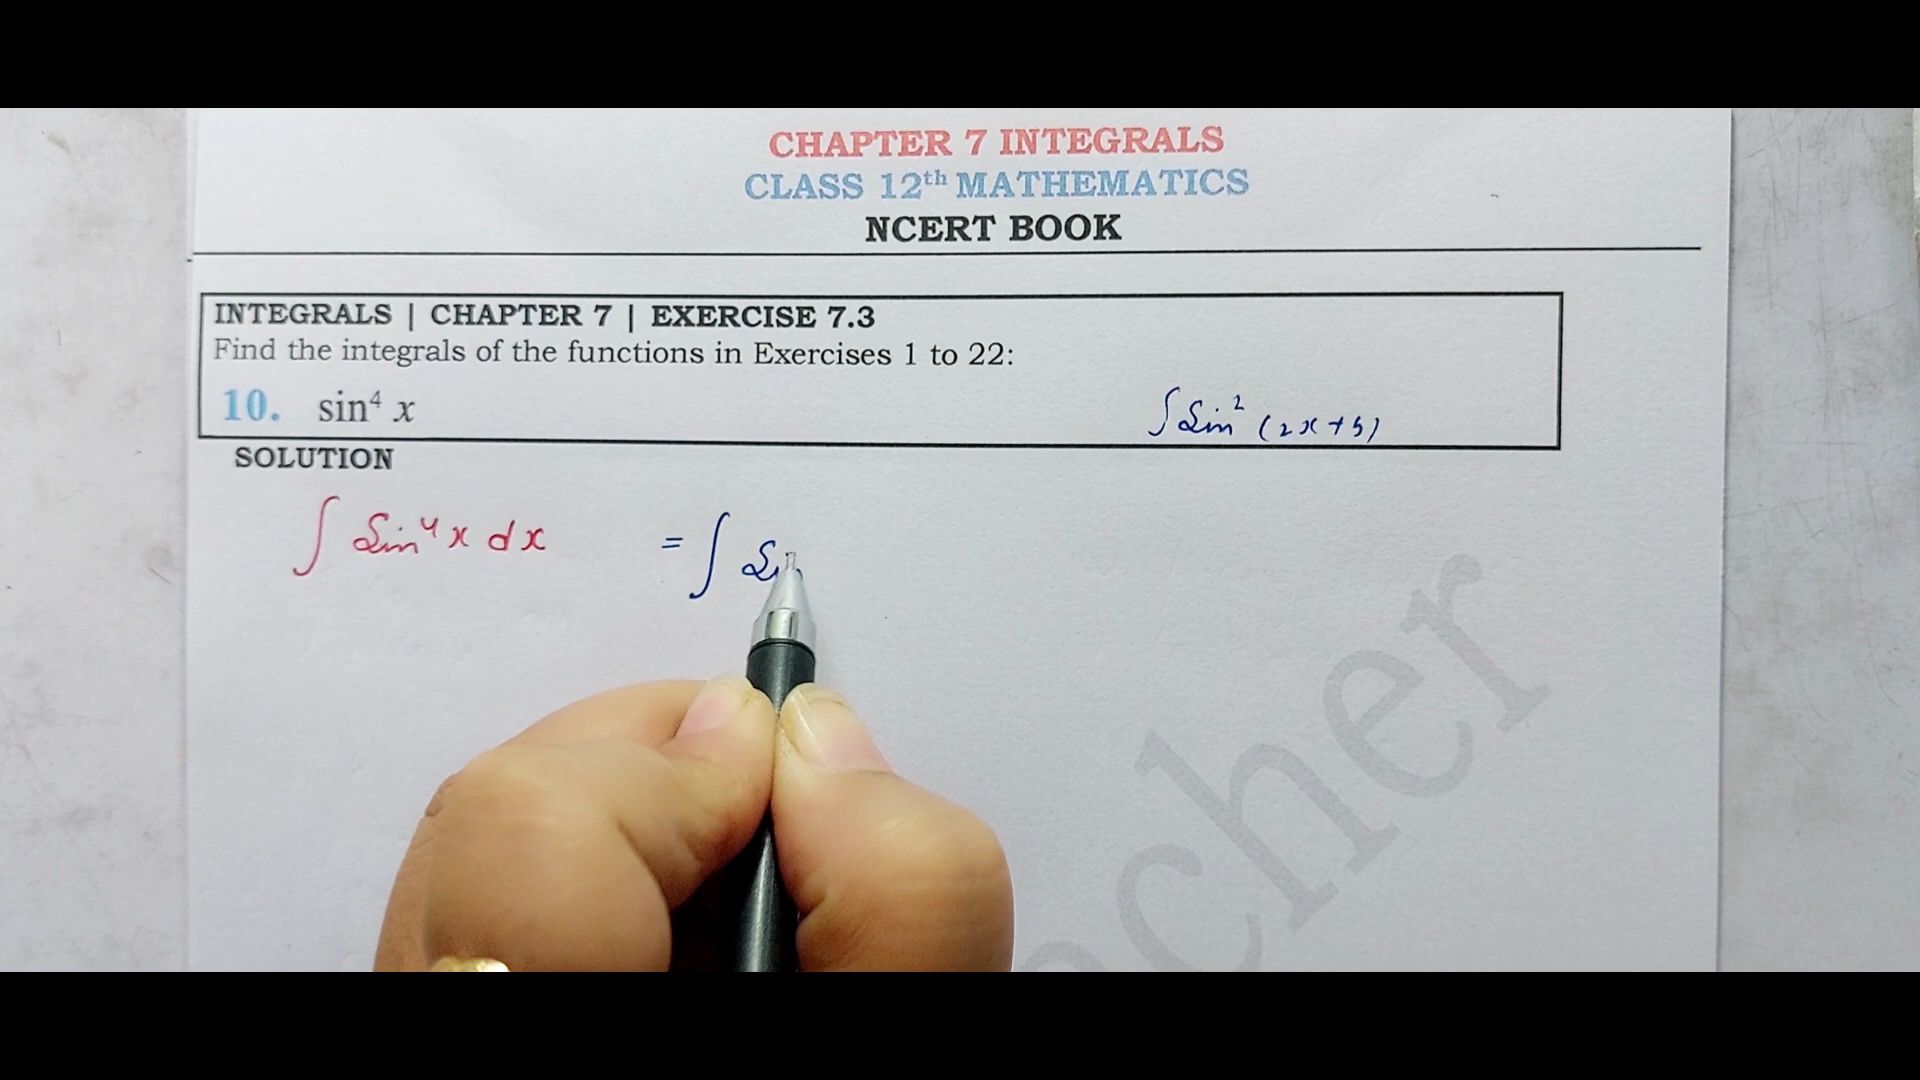 CHAPTER 7 INTEGRALS
CLASS 12th MATHEMATICS
NCERT BOOK
INTEGRALS | CHAPTER 7 | EXERCISE 7.3
Find the integrals of the functions in Exercises 1 to 22:
10. sin⁴ x
∫ Sin² (2x+5)
SOLUTION
∫ Sin⁴ x dx = ∫
cher